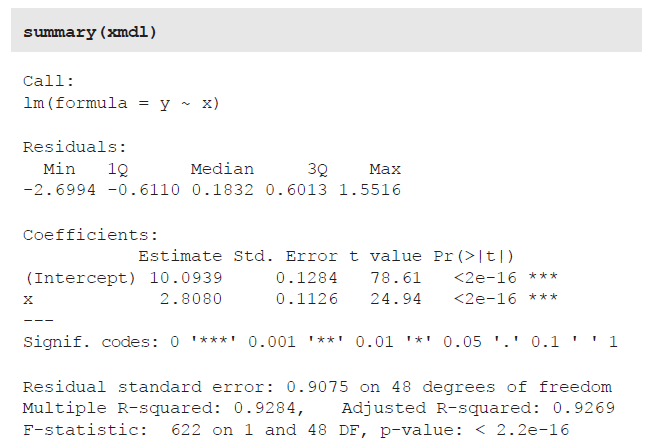 summary(xmdl)
Call:
lm(formula = y ~ x)
Residuals:
Min 1Q Median 3Q Max
-2.6994 -0.6110 0.1832 0.6013 1.5516
Coefficients:
Estimate Std. Error t value Pr(>|t|)
(Intercept) 10.0939 0.1284 78.61 <2e-16 ***
x 2.8080 0.1126 24.94 <2e-16 ***
---
Signif. codes: 0 '***' 0.001 '**' 0.01 '*' 0.05 '.' 0.1 ' ' 1
Residual standard error: 0.9075 on 48 degrees of freedom
Multiple R-squared: 0.9284, Adjusted R-squared: 0.9269
F-statistic: 622 on 1 and 48 DF, p-value: < 2.2e-16